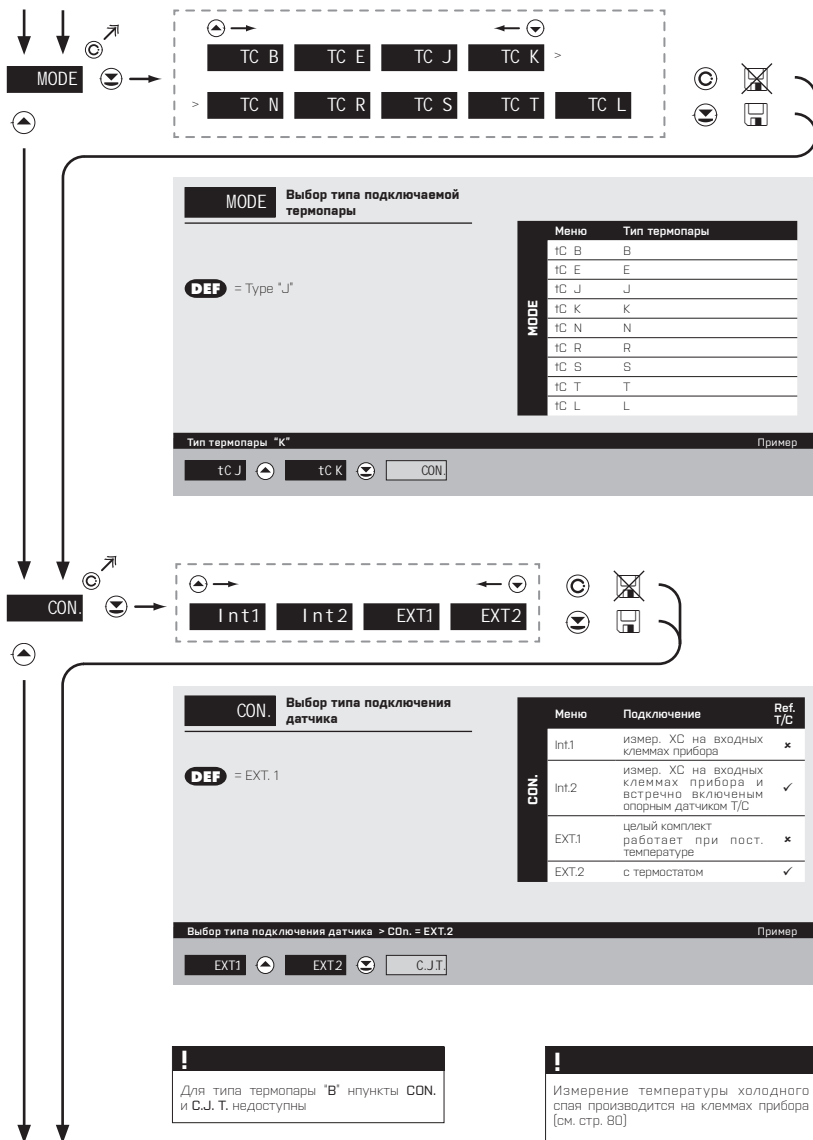 TC B TC E TC J TC K >
MODE
> TC N TC R TC S TC T TC L
MODE
Выбор типа подключаемой
термопары
DEF = Type "J"
MODE
Меню Тип термопары
tC B B
tC E E
tC J J
tC K K
tC N N
tC R R
tC S S
tC T T
tC L L
Тип термопары "K" Пример
tC J tC K CON.
CON.
Int1 Int2 EXT1 EXT2
CON.
Выбор типа подключения
датчика
DEF = EXT. 1
CON.
Меню Подключение Ref.
T/C
Int.1 измер. ХС на входных
клеммах прибора ×
Int.2 измер. ХС на входных
клеммах прибора и
встречно включеным
опорным датчиком T/C ✓
EXT.1 целый комплект
работает при пост.
температуре ×
EXT.2 с термостатом ✓
Выбор типа подключения датчика > COn. = EXT.2 Пример
EXT1 EXT2 C.J.T.
!
Для типа термопары "B" нпункты CON.
и C.J. T. недоступны
!
Измерение температуры холодного
спая производится на клеммах прибора
(см. стр. 80)